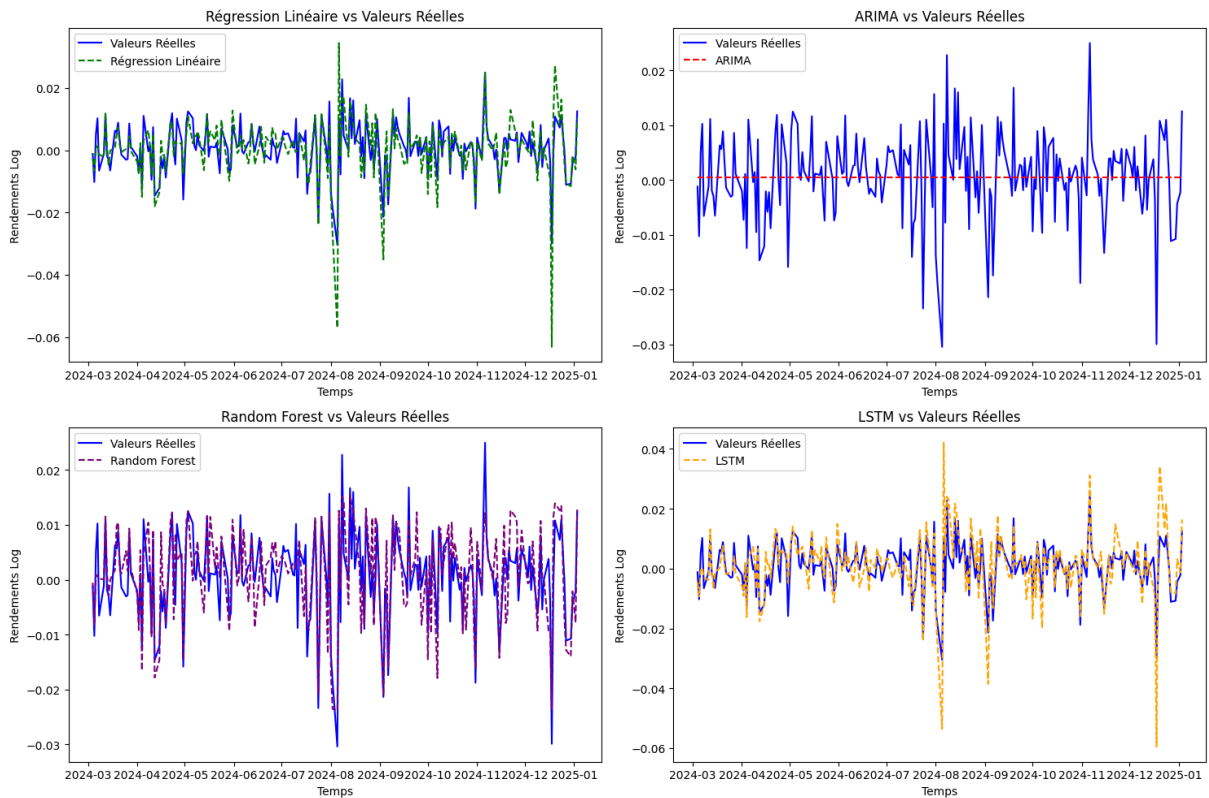 Régression Linéaire vs Valeurs Réelles
Valeurs Réelles
Régression Linéaire
Rendements Log
0.02
0.00
−0.02
−0.04
−0.06
2024-03 2024-04 2024-05 2024-06 2024-07 2024-08 2024-09 2024-10 2024-11 2024-12 2025-01
Temps
ARIMA vs Valeurs Réelles
Valeurs Réelles
ARIMA
Rendements Log
0.02
0.01
0.00
−0.01
−0.02
−0.03
2024-03 2024-04 2024-05 2024-06 2024-07 2024-08 2024-09 2024-10 2024-11 2024-12 2025-01
Temps
Random Forest vs Valeurs Réelles
Valeurs Réelles
Random Forest
Rendements Log
0.02
0.01
0.00
−0.01
−0.02
−0.03
2024-03 2024-04 2024-05 2024-06 2024-07 2024-08 2024-09 2024-10 2024-11 2024-12 2025-01
Temps
LSTM vs Valeurs Réelles
Valeurs Réelles
LSTM
Rendements Log
0.04
0.02
0.00
−0.02
−0.04
−0.06
2024-03 2024-04 2024-05 2024-06 2024-07 2024-08 2024-09 2024-10 2024-11 2024-12 2025-01
Temps